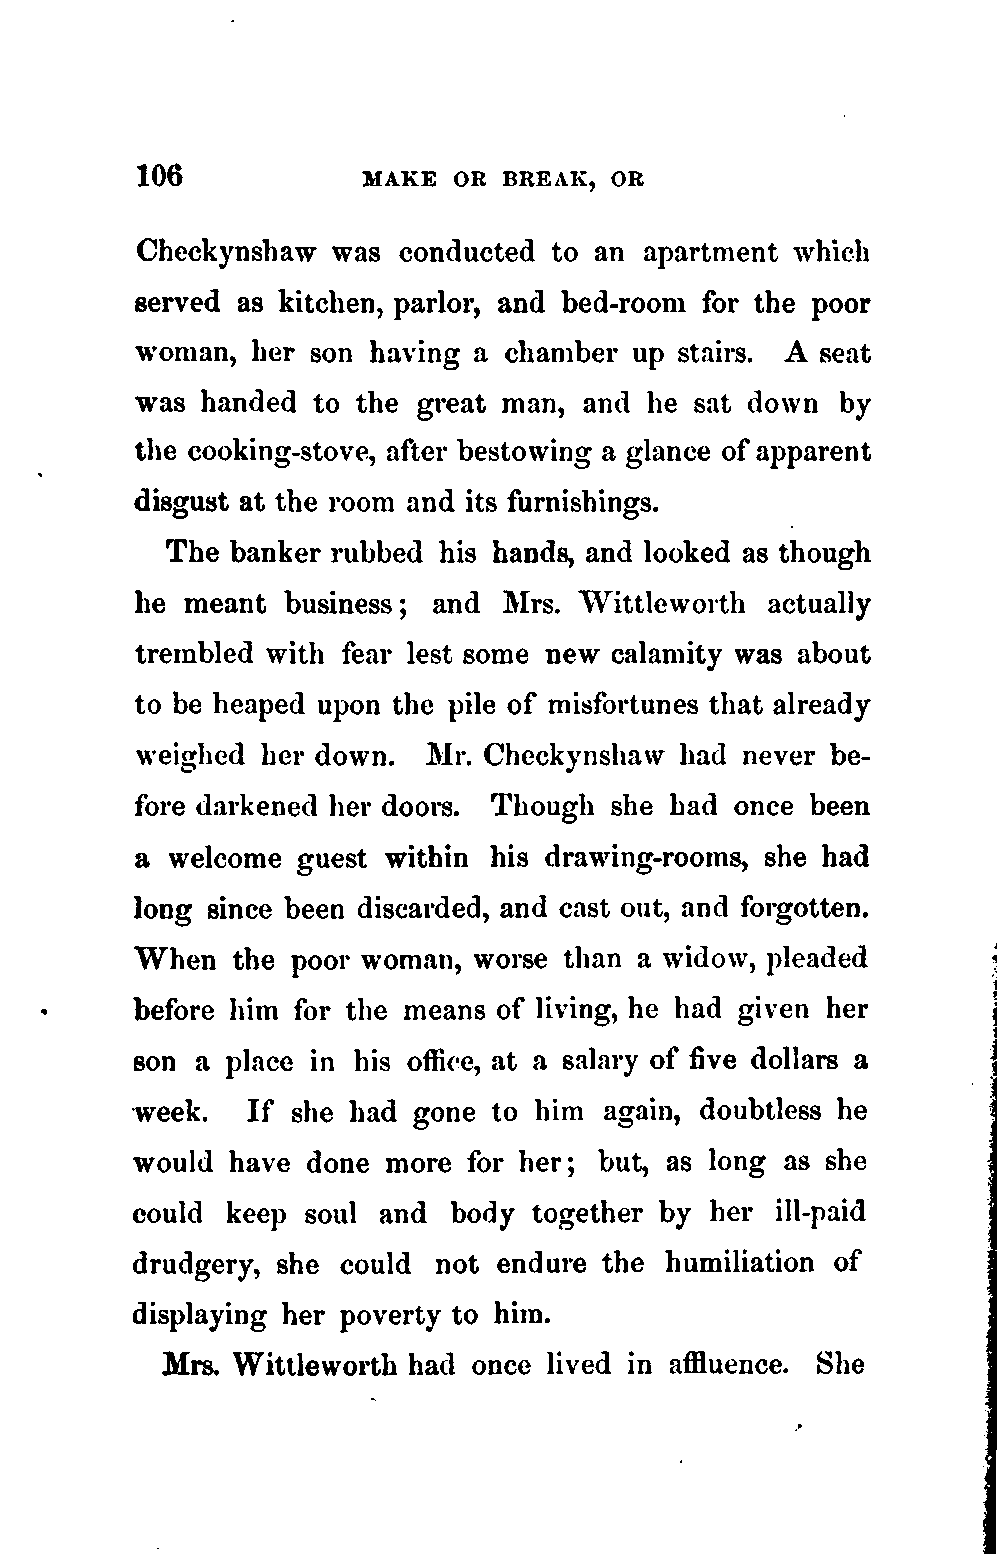 106 MAKE OR BREAK, OR
Checkynshaw was conducted to an apartment which
served as kitchen, parlor, and bed-room for the poor
woman, her son having a chamber up stairs. A seat
was handed to the great man, and he sat down by
the cooking-stove, after bestowing a glance of apparent
disgust at the room and its furnishings.
The banker rubbed his hands, and looked as though
he meant business; and Mrs. Wittleworth actually
trembled with fear lest some new calamity was about
to be heaped upon the pile of misfortunes that already
weighed her down. Mr. Checkynshaw had never be-
fore darkened her doors. Though she had once been
a welcome guest within his drawing-rooms, she had
long since been discarded, and cast out, and forgotten.
When the poor woman, worse than a widow, pleaded
before him for the means of living, he had given her
son a place in his office, at a salary of five dollars a
week. If she had gone to him again, doubtless he
would have done more for her; but, as long as she
could keep soul and body together by her ill-paid
drudgery, she could not endure the humiliation of
displaying her poverty to him.
Mrs. Wittleworth had once lived in affluence. She